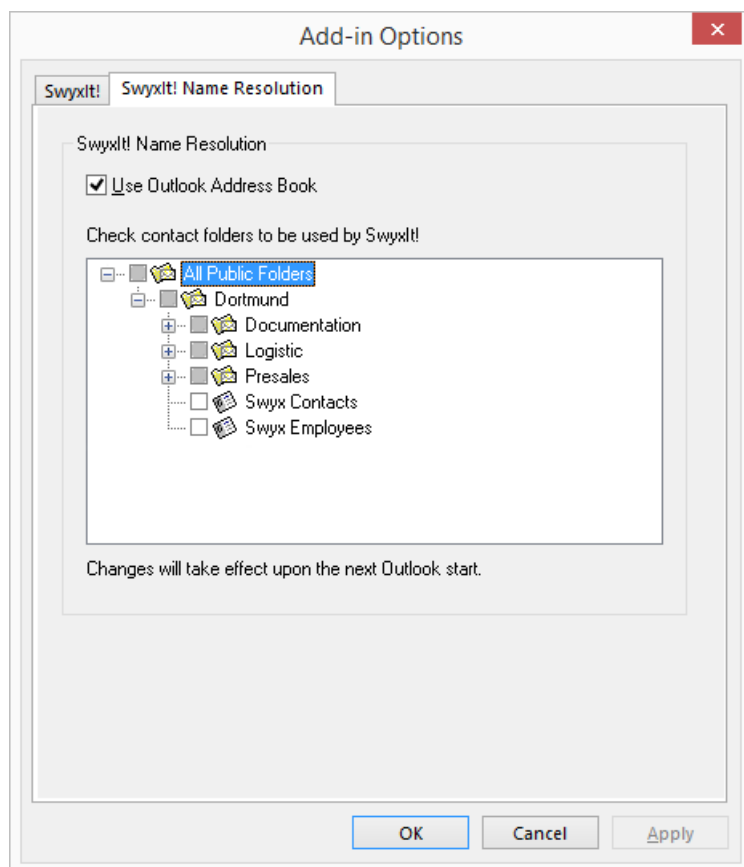 Add-in Options
SwyxIt!
SwyxIt! Name Resolution
SwyxIt! Name Resolution
Use Outlook Address Book
Check contact folders to be used by SwyxIt!
All Public Folders
Dortmund
Documentation
Logistic
Presales
Swyx Contacts
Swyx Employees
Changes will take effect upon the next Outlook start.
OK
Cancel
Apply